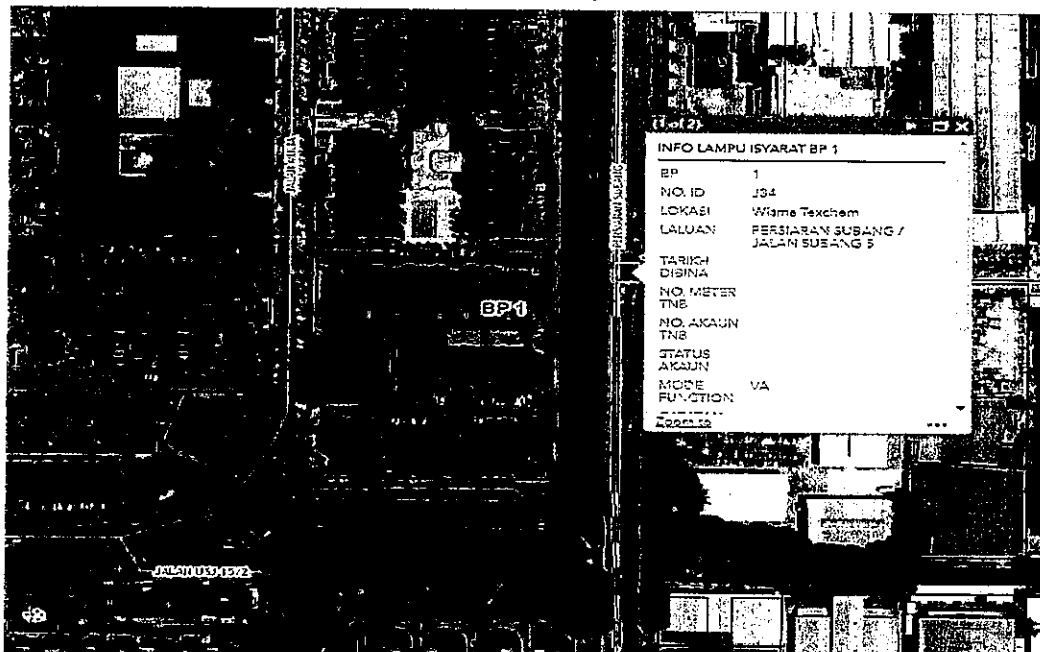 (1 of 2)
INFO LAMPU ISYARAT BP 1
BP 1
NO. ID J34
LOKASI Wisma Texchem
LALUAN PERSIARAN SUBANG /
JALAN SUBANG 5
TARIKH
DIBINA
NO. METER
TNB
NO. AKAUN
TNB
STATUS
AKAUN
MODE VA
FUNCTION
Zoom to
BP 1
PERSIARAN SUBANG
JALAN USJ 15/2